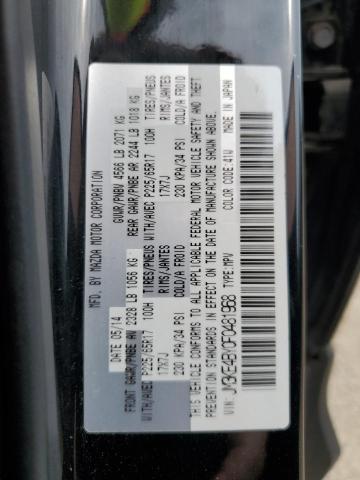 MFD. BY MAZDA MOTOR CORPORATION
DATE 05/14 GVWR/PNBV 4566 LB 2071 KG
FRONT GAWR/PNBE AV 2328 LB 1056 KG REAR GAWR/PNBE AR 2244 LB 1018 KG
WITH/AVEC P225/65R17 100H TIRES/PNEUS WITH/AVEC P225/65R17 100H TIRES/PNEUS
17X7J RIMS/JANTES 17X7J RIMS/JANTES
230 KPA/34 PSI COLD/A FROID 230 KPA/34 PSI COLD/A FROID
THIS VEHICLE CONFORMS TO ALL APPLICABLE FEDERAL MOTOR VEHICLE SAFETY AND
BUMPER STANDARDS IN EFFECT ON THE DATE OF MANUFACTURE SHOWN ABOVE.
TYPE:MPV
VIN: JM3KE4BY0F0481968 COLOR CODE:41W MADE IN JAPAN